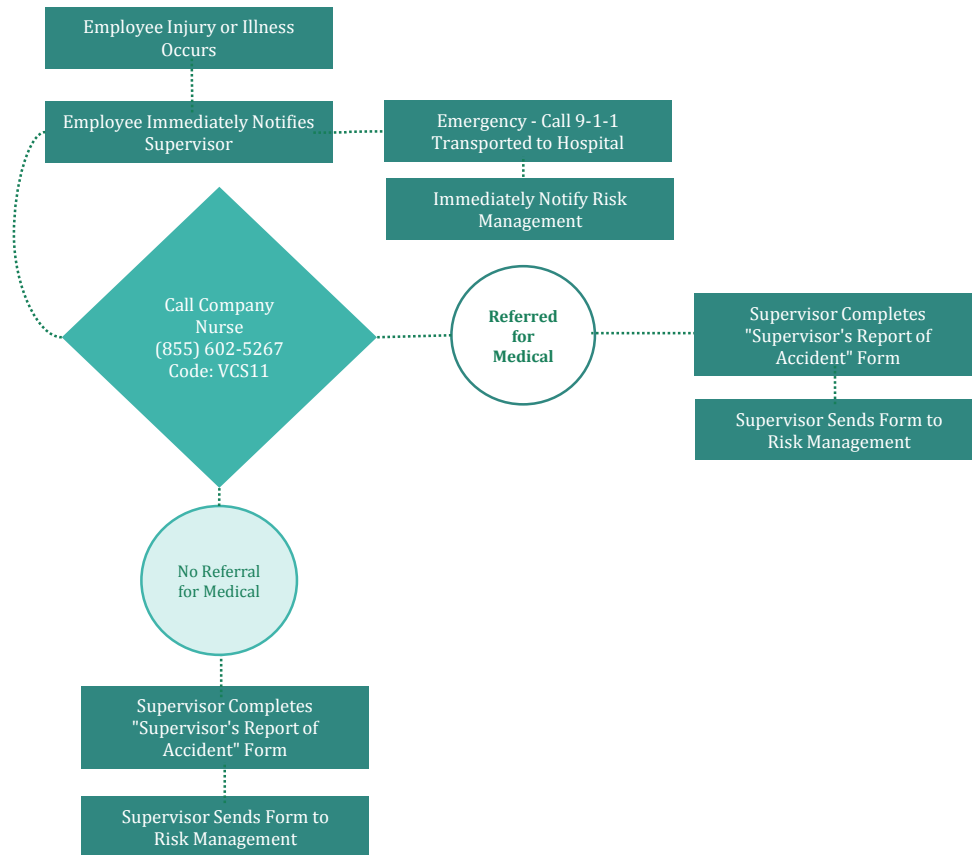 Employee Injury or Illness
Occurs
Employee Immediately Notifies
Supervisor
Emergency - Call 9-1-1
Transported to Hospital
Immediately Notify Risk
Management
Call Company
Nurse
(855) 602-5267
Code: VCS11
Referred
for
Medical
Supervisor Completes
"Supervisor's Report of
Accident" Form
Supervisor Sends Form to
Risk Management
No Referral
for Medical
Supervisor Completes
"Supervisor's Report of
Accident" Form
Supervisor Sends Form to
Risk Management